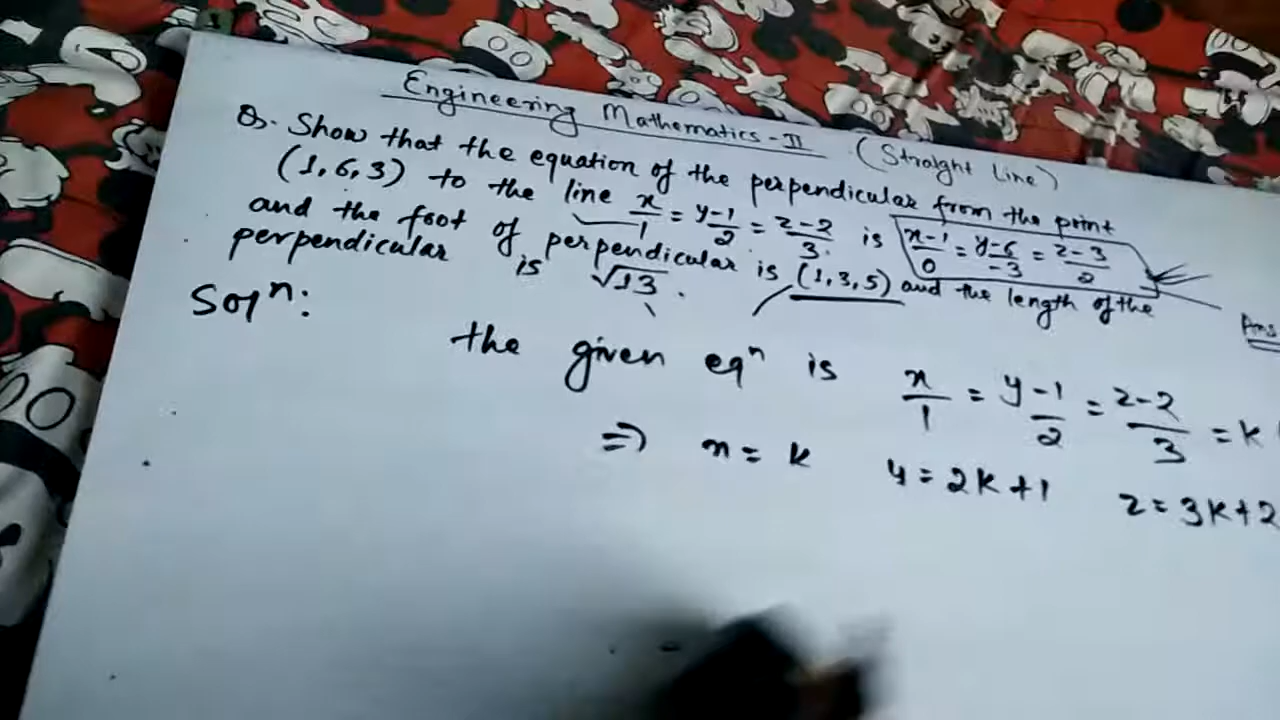 Engineering Mathematics-II (Straight Line)
Q. Show that the equation of the perpendicular from the point
(1,6,3) to the line x/1 = y-1/2 = z-2/3 is x-1/0 = y-6/-3 = z-3/2
and the foot of perpendicular is (1,3,5) and the length of the
perpendicular is √13.
Ans
Solⁿ:
the given eqⁿ is x/1 = y-1/2 = z-2/3 = k
⇒ x = k y = 2k+1 z = 3k+2